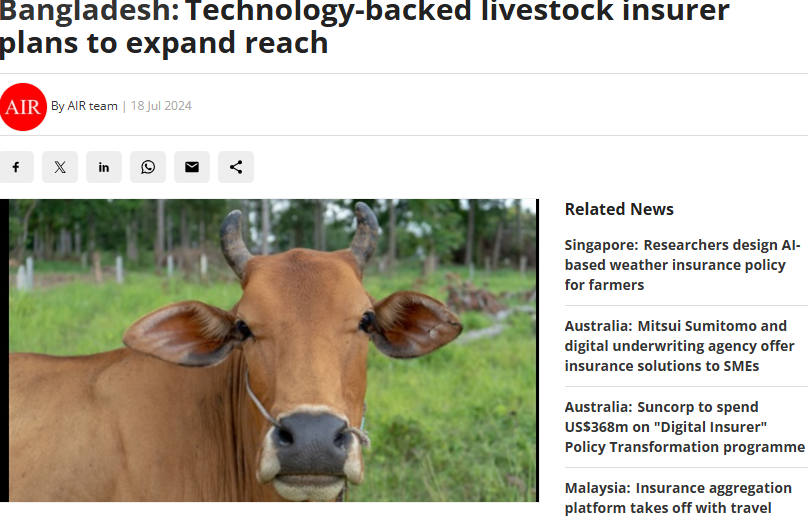 Bangladesh: Technology-backed livestock insurer
plans to expand reach
AIR
By AIR team | 18 Jul 2024
Related News
Singapore: Researchers design AI-
based weather insurance policy
for farmers
Australia: Mitsui Sumitomo and
digital underwriting agency offer
insurance solutions to SMEs
Australia: Suncorp to spend
US$368m on "Digital Insurer"
Policy Transformation programme
Malaysia: Insurance aggregation
platform takes off with travel